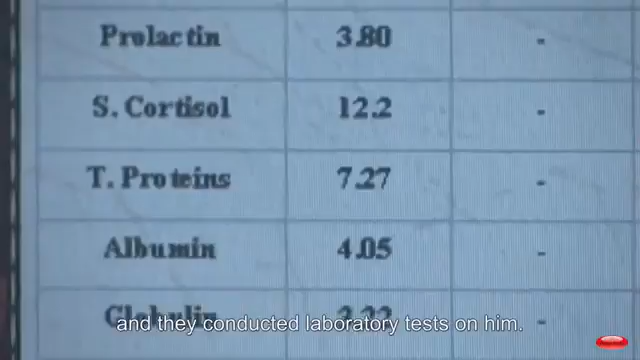 Prolactin 3.80 -
S. Cortisol 12.2 -
T. Proteins 7.27 -
Albumin 4.05 -
Globulin -
and they conducted laboratory tests on him.